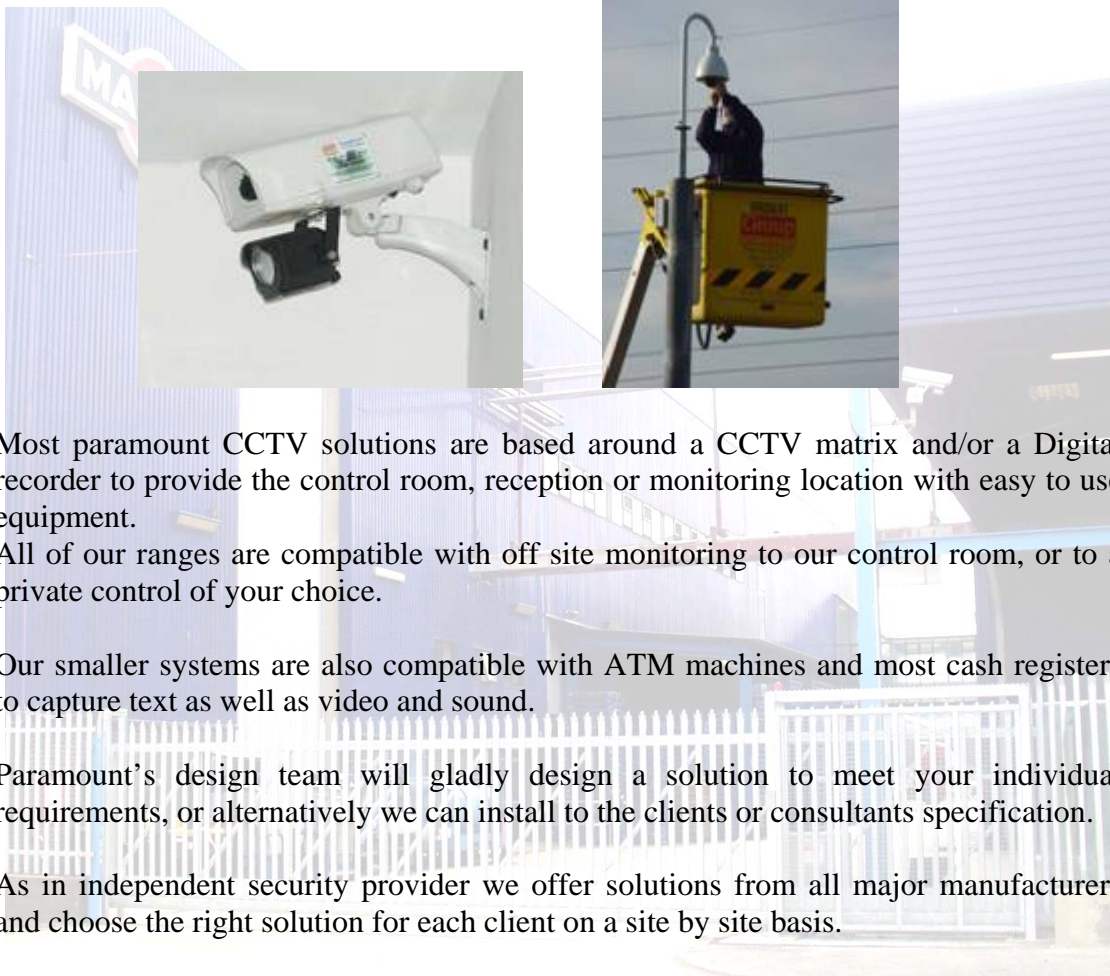 MA
GROUP
Most paramount CCTV solutions are based around a CCTV matrix and/or a Digita
recorder to provide the control room, reception or monitoring location with easy to use
equipment.
All of our ranges are compatible with off site monitoring to our control room, or to a
private control of your choice.
Our smaller systems are also compatible with ATM machines and most cash register
to capture text as well as video and sound.
Paramount’s design team will gladly design a solution to meet your individua
requirements, or alternatively we can install to the clients or consultants specification.
As in independent security provider we offer solutions from all major manufacturer
and choose the right solution for each client on a site by site basis.